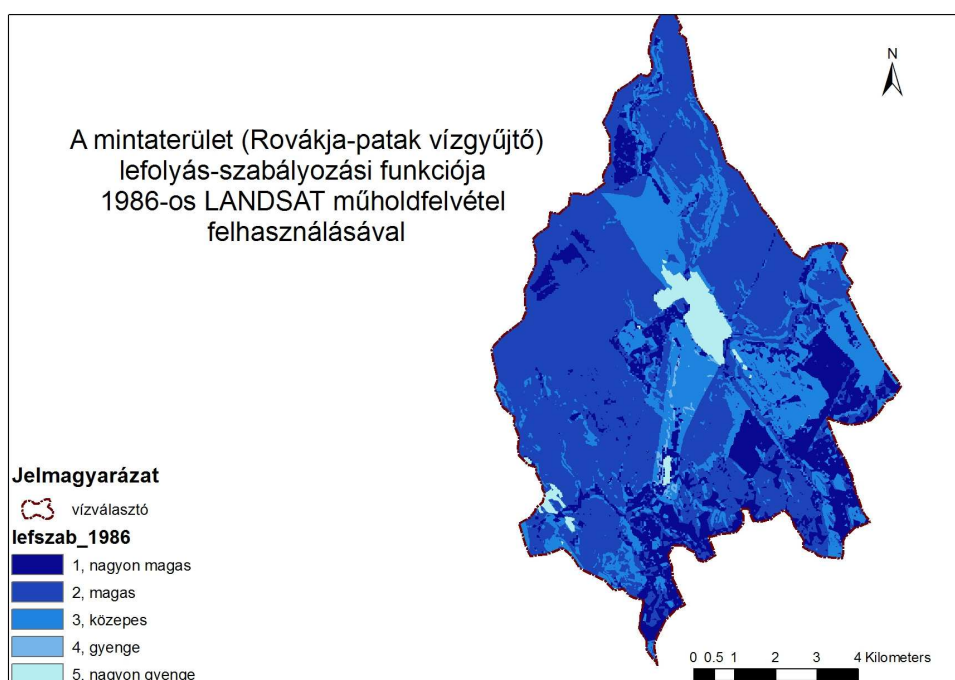 N
A mintaterület (Rovákja-patak vízgyűjtő)
lefolyás-szabályozási funkciója
1986-os LANDSAT műholdfelvétel
felhasználásával
Jelmagyarázat
vízválasztó
lefszab_1986
1, nagyon magas
2, magas
3, közepes
4, gyenge
5, nagyon gyenge
0 0.5 1 2 3 4 Kilometers